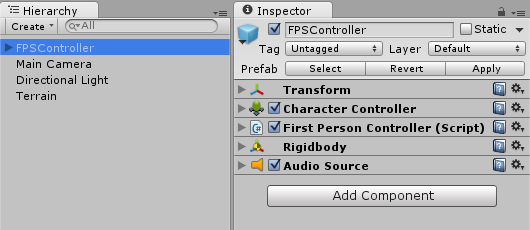 Hierarchy
Create All
FPSController
Main Camera
Directional Light
Terrain
Inspector
FPSController Static
Tag Untagged Layer Default
Prefab Select Revert Apply
Transform
Character Controller
First Person Controller (Script)
Rigidbody
Audio Source
Add Component